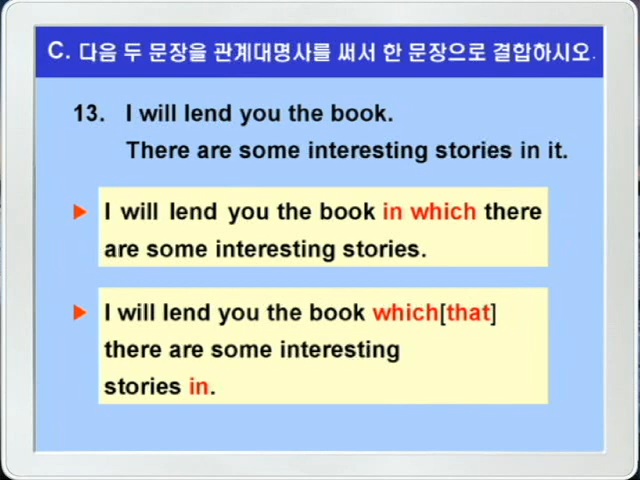 C. 다음 두 문장을 관계대명사를 써서 한 문장으로 결합하시오.
13. I will lend you the book.
There are some interesting stories in it.
I will lend you the book in which there
are some interesting stories.
I will lend you the book which[that]
there are some interesting
stories in.